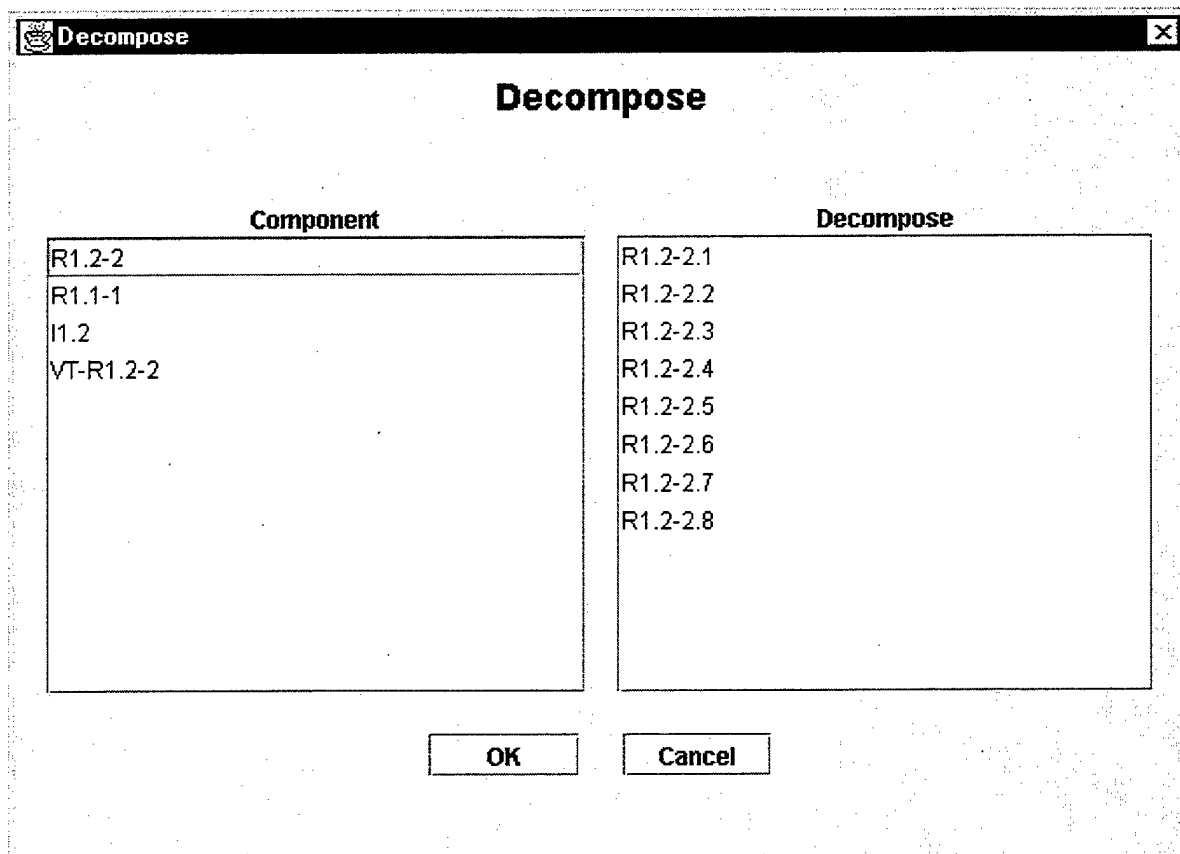 Decompose
Decompose
Component
R1.2-2
R1.1-1
I1.2
VT-R1.2-2
Decompose
R1.2-2.1
R1.2-2.2
R1.2-2.3
R1.2-2.4
R1.2-2.5
R1.2-2.6
R1.2-2.7
R1.2-2.8
OK
Cancel